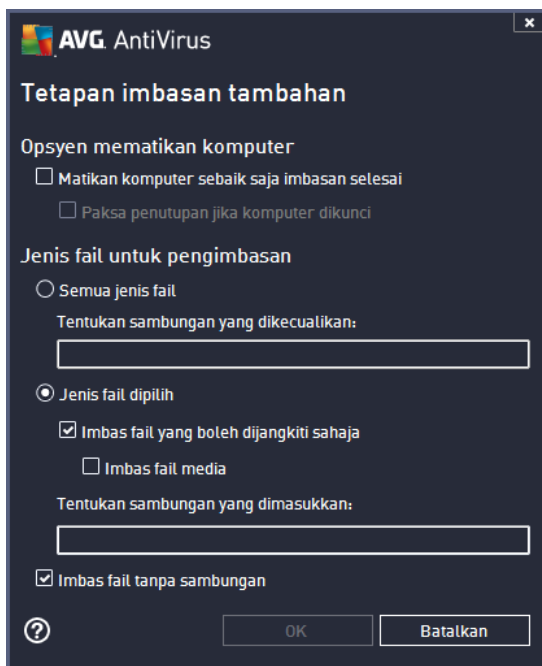 AVG AntiVirus
Tetapan imbasan tambahan
Opsyen mematikan komputer
Matikan komputer sebaik saja imbasan selesai
Paksa penutupan jika komputer dikunci
Jenis fail untuk pengimbasan
Semua jenis fail
Tentukan sambungan yang dikecualikan:
Jenis fail dipilih
Imbas fail yang boleh dijangkiti sahaja
Imbas fail media
Tentukan sambungan yang dimasukkan:
Imbas fail tanpa sambungan
OK
Batalkan